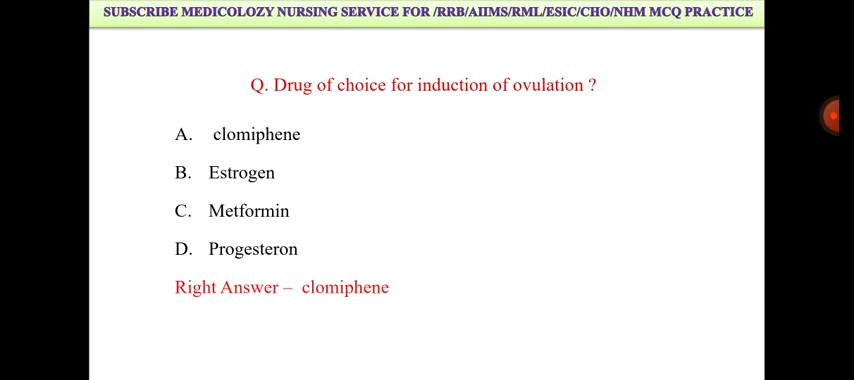 SUBSCRIBE MEDICOLOZY NURSING SERVICE FOR /RRB/AIIMS/RML/ESIC/CHO/NHM MCQ PRACTICE
Q. Drug of choice for induction of ovulation ?
A. clomiphene
B. Estrogen
C. Metformin
D. Progesteron
Right Answer – clomiphene